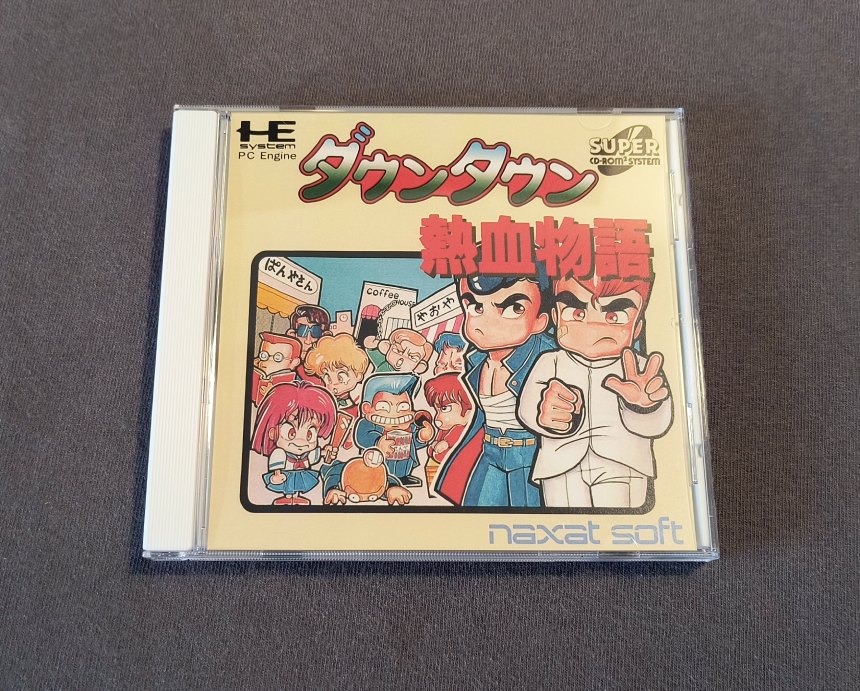 HE
system
PC Engine
ダウンタウン
SUPER
CD-ROM² SYSTEM
熱血物語
ぱんやさん
coffee
やおや
naxat soft